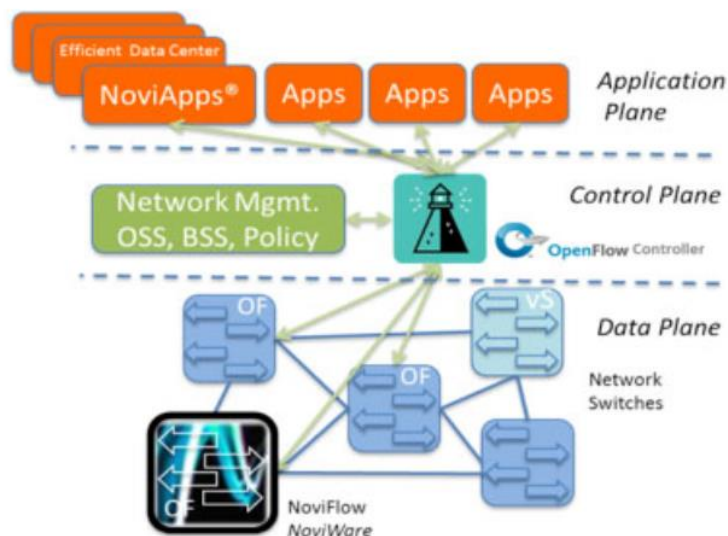 Efficient Data Center
NoviApps®
Apps
Apps
Apps
Application
Plane
Network Mgmt.
OSS, BSS, Policy
Control Plane
OpenFlow Controller
OF
vS
Data Plane
OF
Network
Switches
OF
NoviFlow
NoviWare